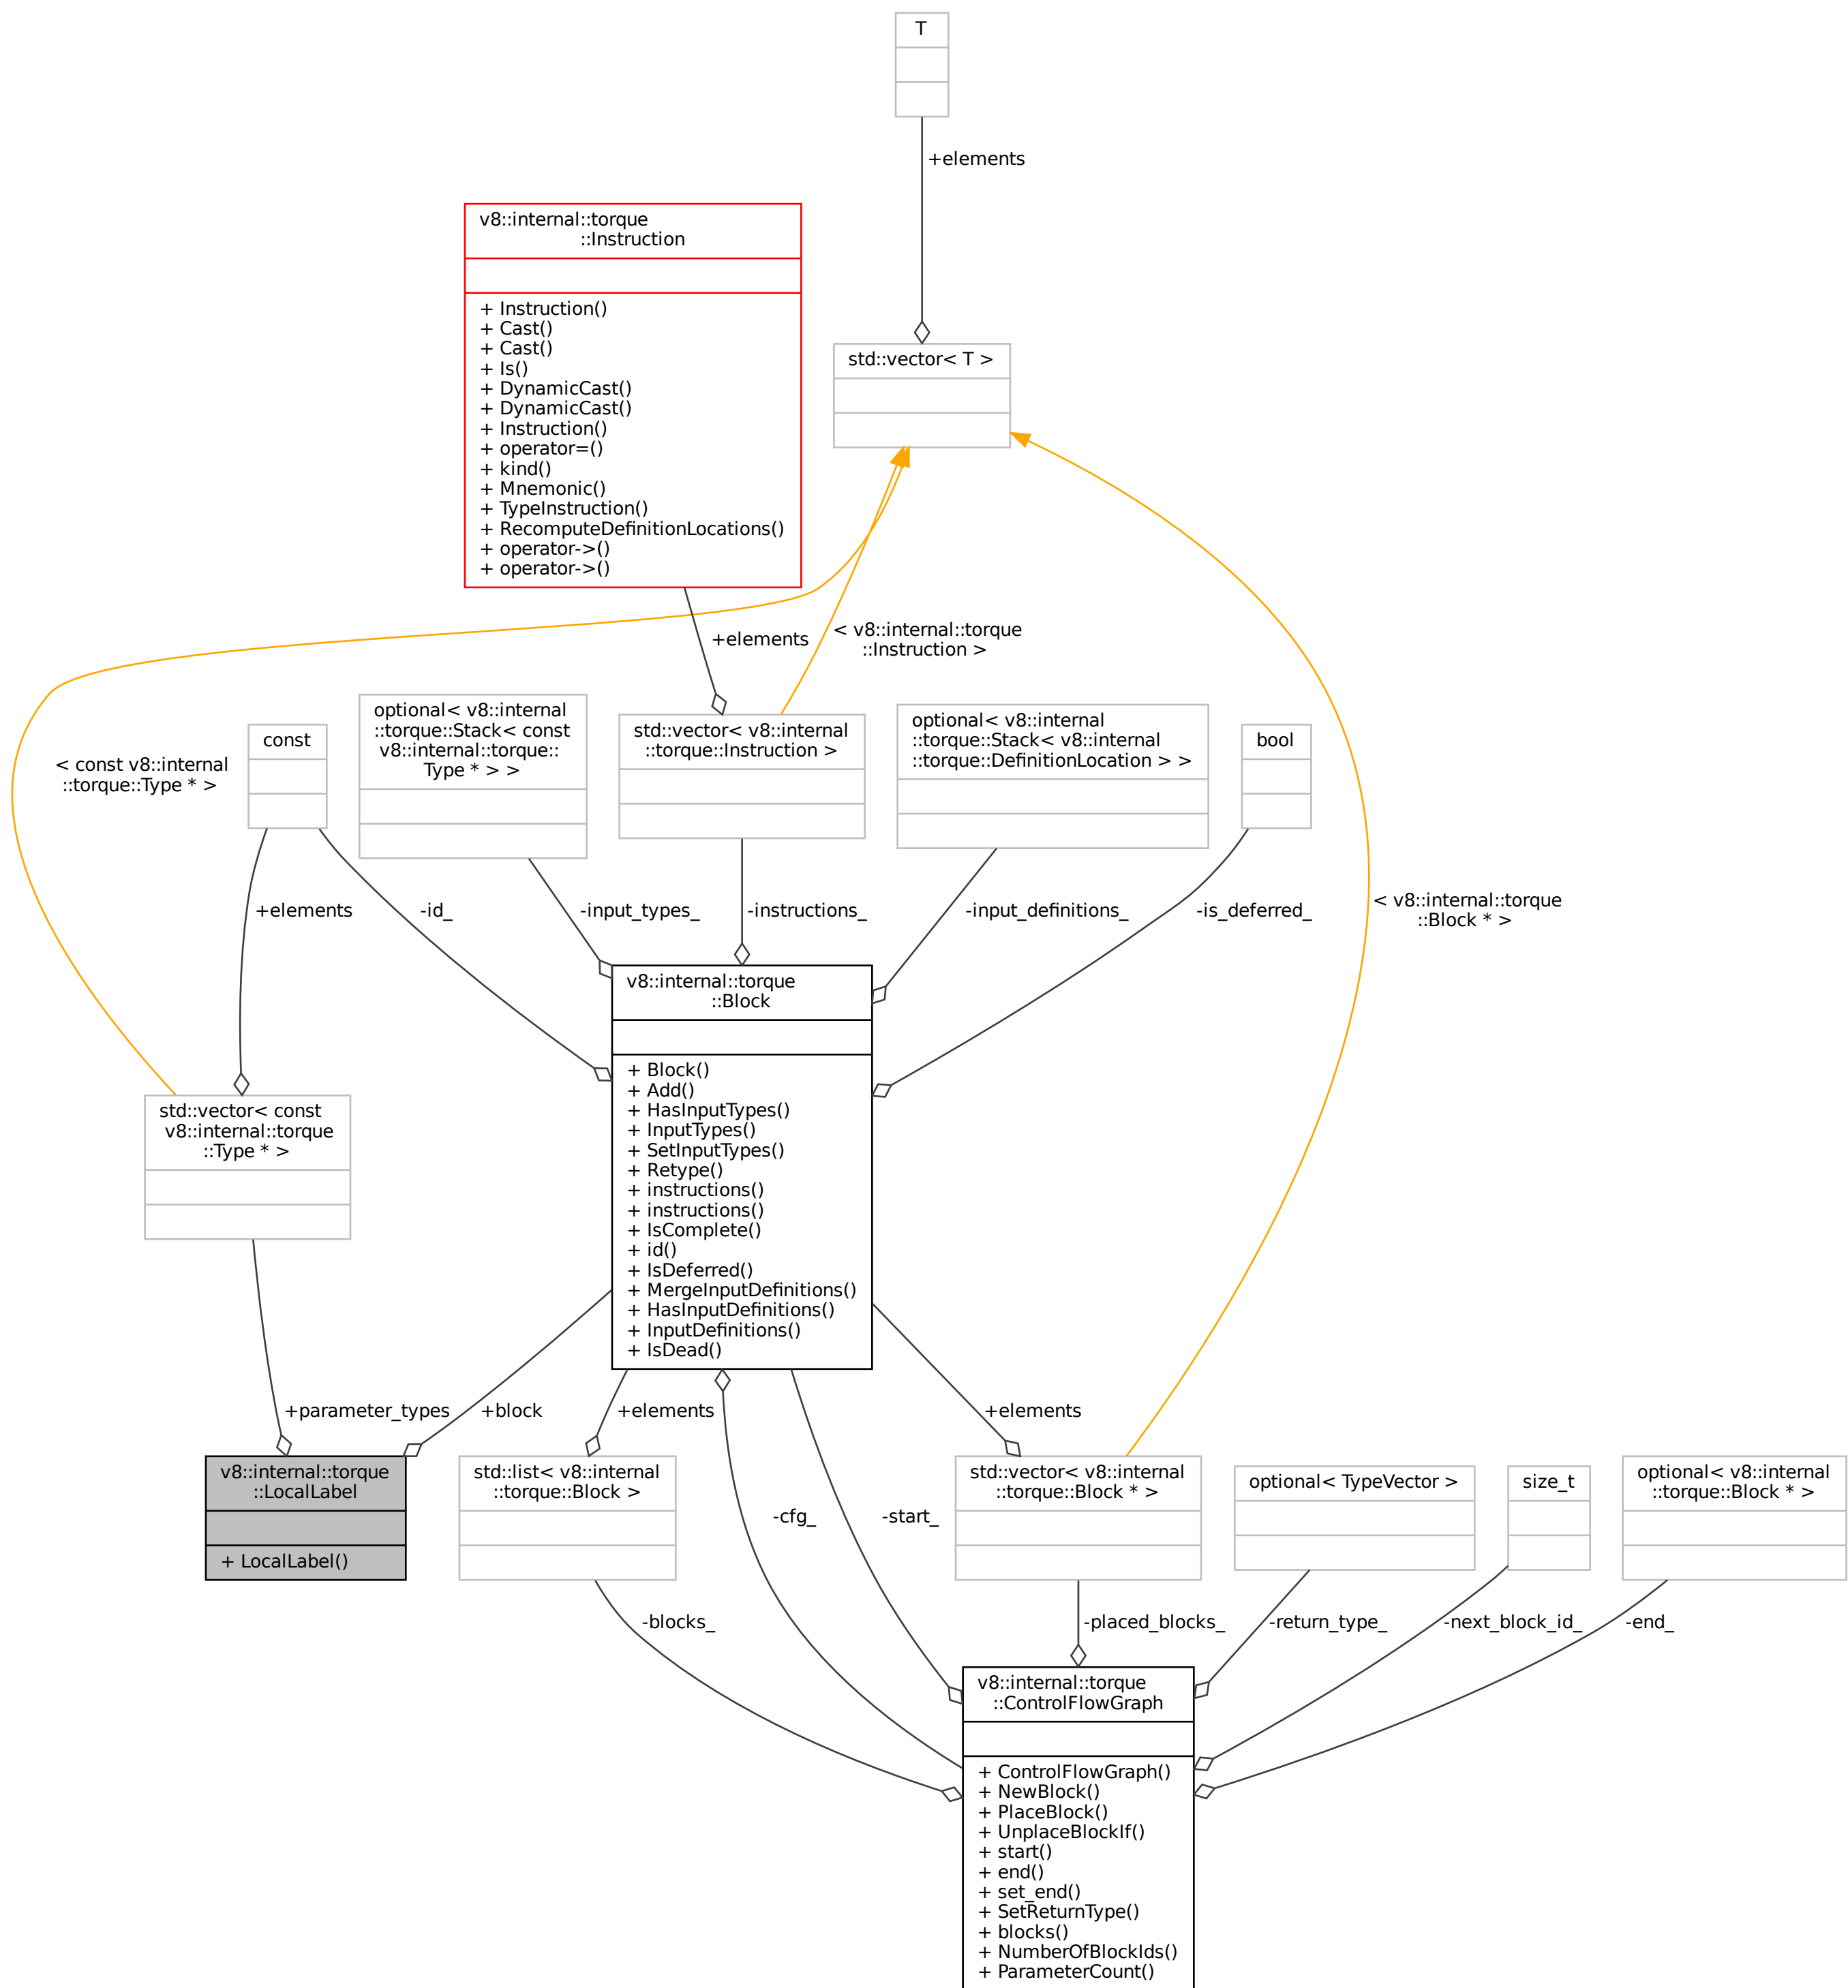 T
+elements
v8::internal::torque
::Instruction
+ Instruction()
+ Cast()
+ Cast()
+ Is()
+ DynamicCast()
+ DynamicCast()
+ Instruction()
+ operator=()
+ kind()
+ Mnemonic()
+ TypeInstruction()
+ RecomputeDefinitionLocations()
+ operator->()
+ operator->()
std::vector< T >
+elements
< v8::internal::torque
::Instruction >
< const v8::internal
::torque::Type * >
const
optional< v8::internal
::torque::Stack< const
v8::internal::torque::
Type * > >
std::vector< v8::internal
::torque::Instruction >
optional< v8::internal
::torque::Stack< v8::internal
::torque::DefinitionLocation > >
bool
< v8::internal::torque
::Block * >
+elements
-id_
-input_types_
-instructions_
-input_definitions_
-is_deferred_
v8::internal::torque
::Block
+ Block()
+ Add()
+ HasInputTypes()
+ InputTypes()
+ SetInputTypes()
+ Retype()
+ instructions()
+ instructions()
+ IsComplete()
+ id()
+ IsDeferred()
+ MergeInputDefinitions()
+ HasInputDefinitions()
+ InputDefinitions()
+ IsDead()
std::vector< const
v8::internal::torque
::Type * >
+parameter_types
+block
+elements
+elements
v8::internal::torque
::LocalLabel
+ LocalLabel()
std::list< v8::internal
::torque::Block >
-cfg_
-start_
std::vector< v8::internal
::torque::Block * >
optional< TypeVector >
size_t
optional< v8::internal
::torque::Block * >
-blocks_
-placed_blocks_
-return_type_
-next_block_id_
-end_
v8::internal::torque
::ControlFlowGraph
+ ControlFlowGraph()
+ NewBlock()
+ PlaceBlock()
+ UnplaceBlockIf()
+ start()
+ end()
+ set_end()
+ SetReturnType()
+ blocks()
+ NumberOfBlockIds()
+ ParameterCount()